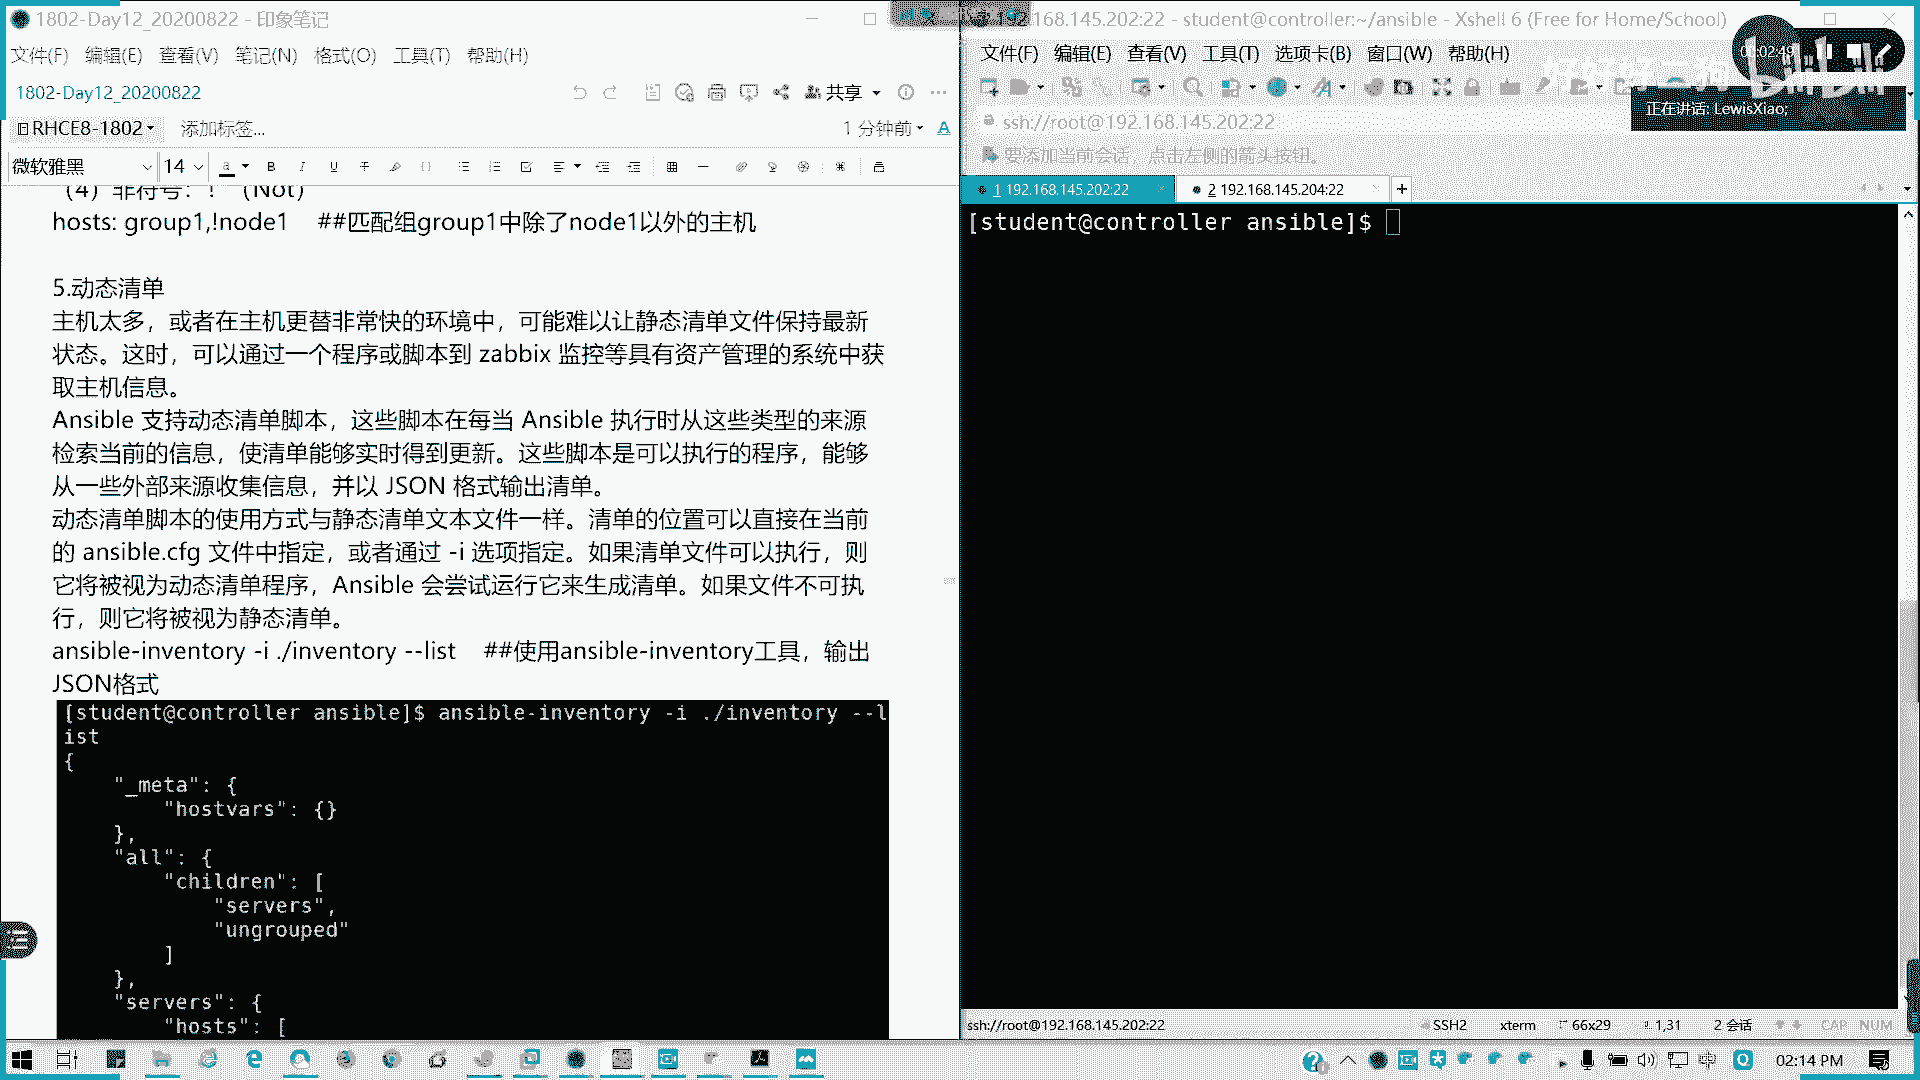 1802-Day12_20200822 - 印象笔记
文件(F) 编辑(E) 查看(V) 笔记(N) 格式(O) 工具(T) 帮助(H)
1802-Day12_20200822
共享
RHCE8-1802 添加标签...
1 分钟前
微软雅黑 14
（4）非符号：！（Not）
hosts: group1,!node1 ##匹配组group1中除了node1以外的主机
5.动态清单
主机太多，或者在主机更替非常快的环境中，可能难以让静态清单文件保持最新
状态。这时，可以通过一个程序或脚本到 zabbix 监控等具有资产管理的系统中获
取主机信息。
Ansible 支持动态清单脚本，这些脚本在每当 Ansible 执行时从这些类型的来源
检索当前的信息，使清单能够实时得到更新。这些脚本是可以执行的程序，能够
从一些外部来源收集信息，并以 JSON 格式输出清单。
动态清单脚本的使用方式与静态清单文本文件一样。清单的位置可以直接在当前
的 ansible.cfg 文件中指定，或者通过 -i 选项指定。如果清单文件可以执行，则
它将被视为动态清单程序，Ansible 会尝试运行它来生成清单。如果文件不可执
行，则它将被视为静态清单。
ansible-inventory -i ./inventory --list ##使用ansible-inventory工具，输出
JSON格式
[student@controller ansible]$ ansible-inventory -i ./inventory --l
ist
{
"_meta": {
"hostvars": {}
},
"all": {
"children": [
"servers",
"ungrouped"
]
},
"servers": {
"hosts": [
168.145.202:22 - student@controller:~/ansible - Xshell 6 (Free for Home/School)
文件(F) 编辑(E) 查看(V) 工具(T) 选项卡(B) 窗口(W) 帮助(H)
正在讲话: LewisXiao;
ssh://root@192.168.145.202:22
要添加当前会话，点击左侧的箭头按钮。
1 192.168.145.202:22
2 192.168.145.204:22
[student@controller ansible]$
ssh://root@192.168.145.202:22 SSH2 xterm 66x29 1,31 2 会话 CAP NUM
中 02:14 PM